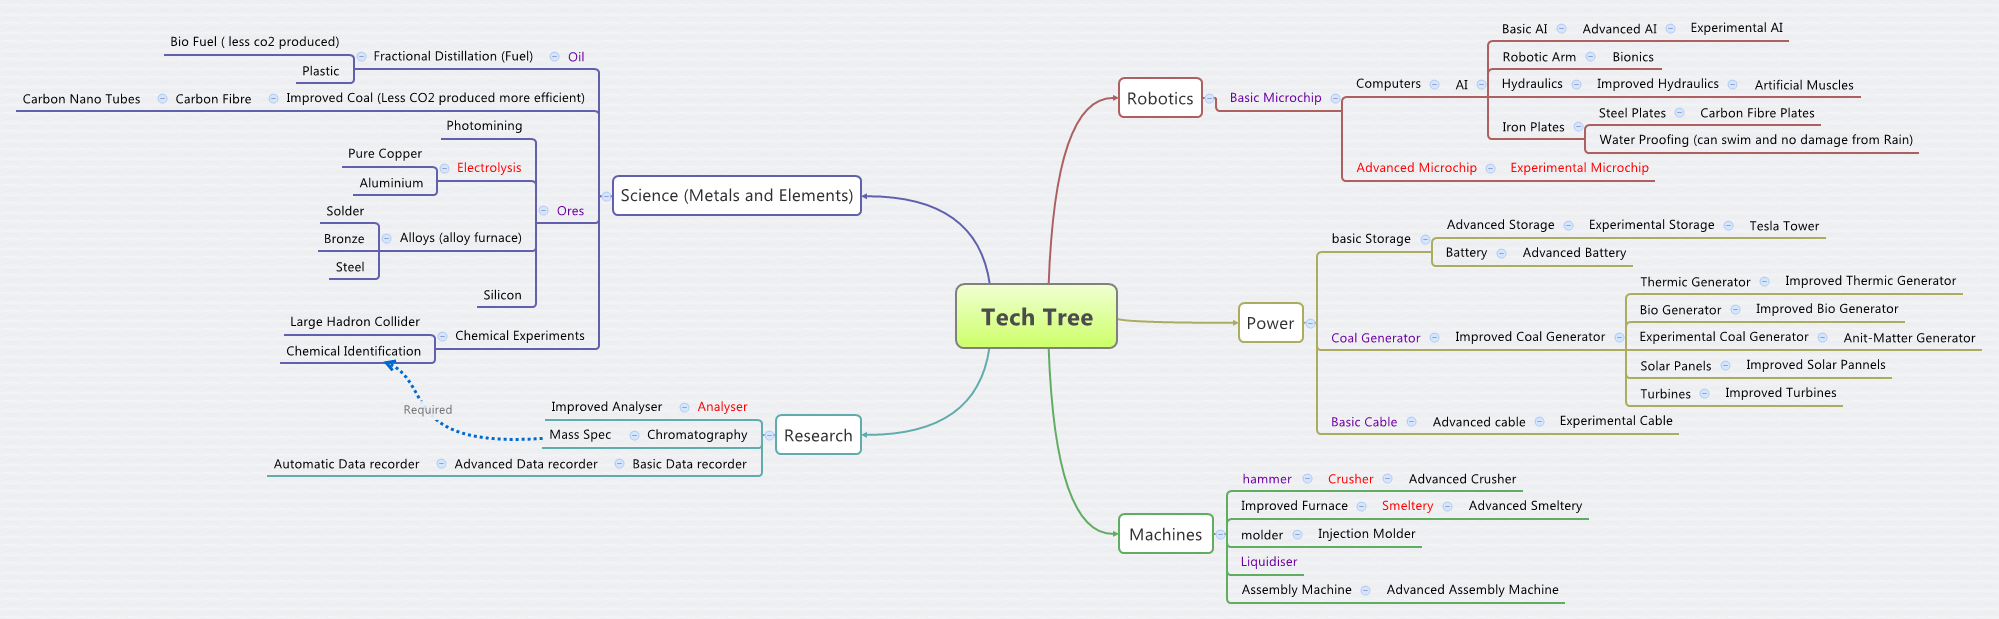 Tech Tree
Robotics
Basic Microchip
Computers
AI
Basic AI
Advanced AI
Experimental AI
Robotic Arm
Bionics
Hydraulics
Improved Hydraulics
Artificial Muscles
Iron Plates
Steel Plates
Carbon Fibre Plates
Water Proofing (can swim and no damage from Rain)
Advanced Microchip
Experimental Microchip
Power
basic Storage
Advanced Storage
Experimental Storage
Tesla Tower
Battery
Advanced Battery
Coal Generator
Improved Coal Generator
Thermic Generator
Improved Thermic Generator
Bio Generator
Improved Bio Generator
Experimental Coal Generator
Anit-Matter Generator
Solar Panels
Improved Solar Pannels
Turbines
Improved Turbines
Basic Cable
Advanced cable
Experimental Cable
Machines
hammer
Crusher
Advanced Crusher
Improved Furnace
Smeltery
Advanced Smeltery
molder
Injection Molder
Liquidiser
Assembly Machine
Advanced Assembly Machine
Science (Metals and Elements)
Oil
Fractional Distillation (Fuel)
Bio Fuel ( less co2 produced)
Plastic
Improved Coal (Less CO2 produced more efficient)
Carbon Fibre
Carbon Nano Tubes
Ores
Photomining
Electrolysis
Pure Copper
Aluminium
Alloys (alloy furnace)
Solder
Bronze
Steel
Silicon
Chemical Experiments
Large Hadron Collider
Chemical Identification
Required
Research
Analyser
Improved Analyser
Chromatography
Mass Spec
Basic Data recorder
Advanced Data recorder
Automatic Data recorder